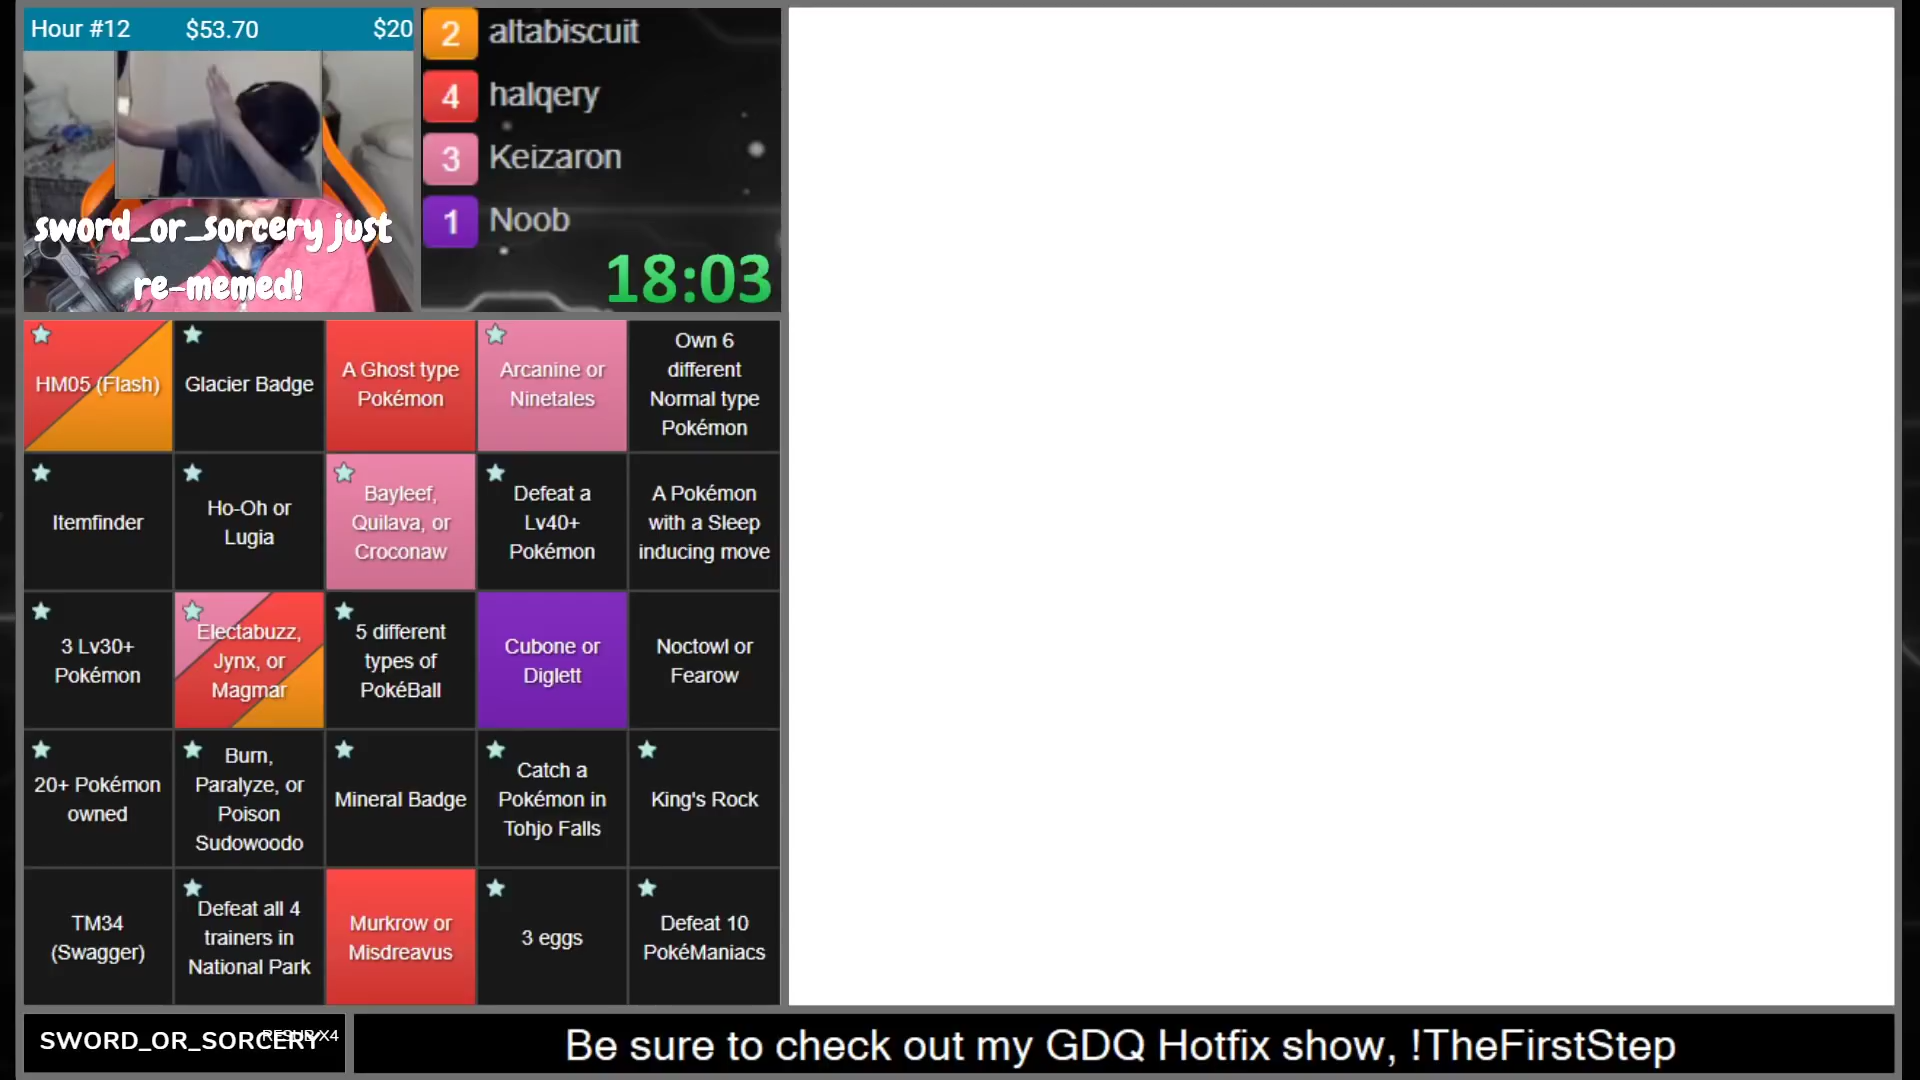 Hour #12 $53.70 $20
sword_or_sorcery just
re-memed!
2 altabiscuit
4 halqery
3 Keizaron
1 Noob
18:03
HM05 (Flash)
Glacier Badge
A Ghost type
Pokémon
Arcanine or
Ninetales
Own 6
different
Normal type
Pokémon
Itemfinder
Ho-Oh or
Lugia
Bayleef,
Quilava, or
Croconaw
Defeat a
Lv40+
Pokémon
A Pokémon
with a Sleep
inducing move
3 Lv30+
Pokémon
Electabuzz,
Jynx, or
Magmar
5 different
types of
PokéBall
Cubone or
Diglett
Noctowl or
Fearow
20+ Pokémon
owned
Burn,
Paralyze, or
Poison
Sudowoodo
Mineral Badge
Catch a
Pokémon in
Tohjo Falls
King's Rock
TM34
(Swagger)
Defeat all 4
trainers in
National Park
Murkrow or
Misdreavus
3 eggs
Defeat 10
PokéManiacs
SWORD_OR_SORCERY RESUB X4
Be sure to check out my GDQ Hotfix show, !TheFirstStep